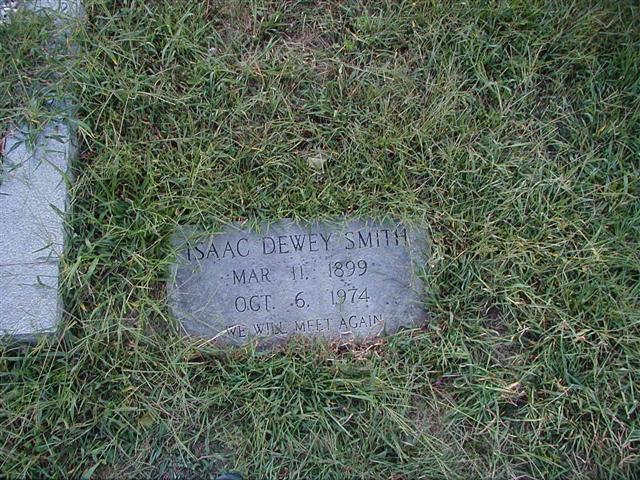 ISAAC DEWEY SMITH
MAR. 11, 1899
OCT. 6, 1974
WE WILL MEET AGAIN